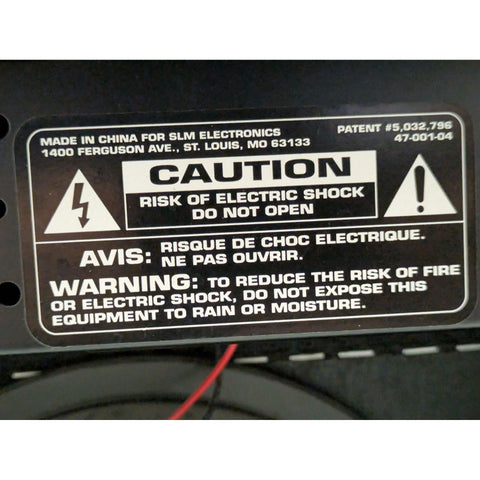 MADE IN CHINA FOR SLM ELECTRONICS
1400 FERGUSON AVE., ST. LOUIS, MO 63133
PATENT #5,032,796
47-001-04
CAUTION
RISK OF ELECTRIC SHOCK
DO NOT OPEN
AVIS: RISQUE DE CHOC ELECTRIQUE.
NE PAS OUVRIR.
WARNING: TO REDUCE THE RISK OF FIRE
OR ELECTRIC SHOCK, DO NOT EXPOSE THIS
EQUIPMENT TO RAIN OR MOISTURE.